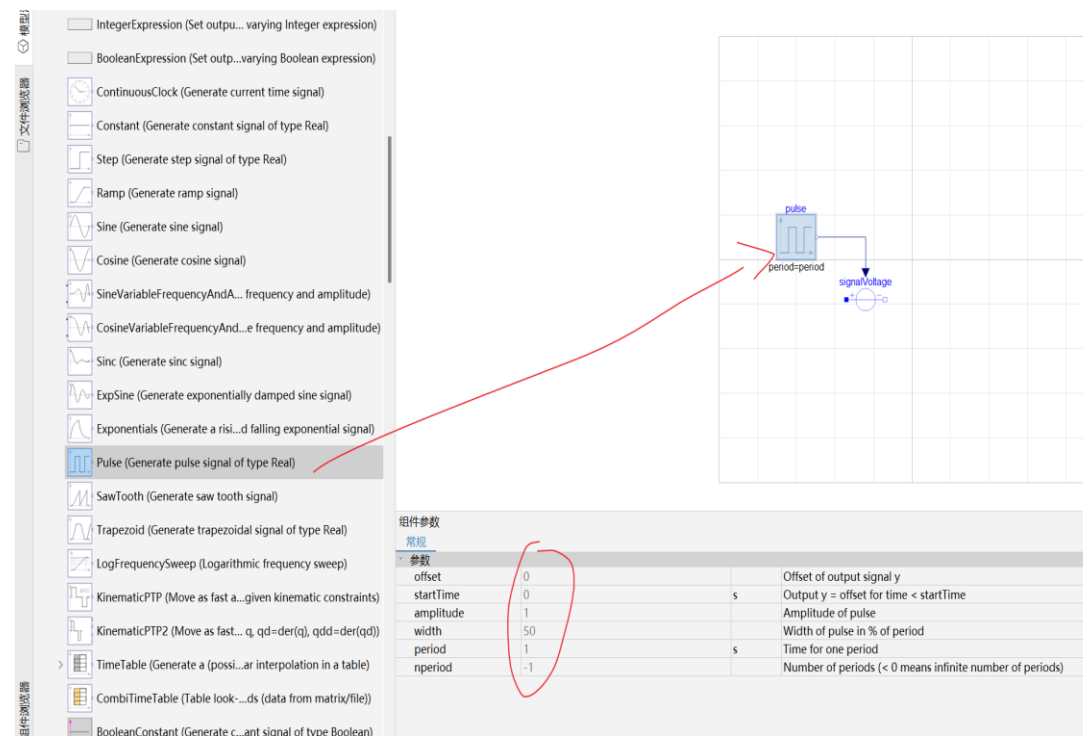 模型
文件浏览器
组件浏览器
IntegerExpression (Set outpu... varying Integer expression)
BooleanExpression (Set outp...varying Boolean expression)
ContinuousClock (Generate current time signal)
Constant (Generate constant signal of type Real)
Step (Generate step signal of type Real)
Ramp (Generate ramp signal)
Sine (Generate sine signal)
Cosine (Generate cosine signal)
SineVariableFrequencyAndA... frequency and amplitude)
CosineVariableFrequencyAnd...e frequency and amplitude)
Sinc (Generate sinc signal)
ExpSine (Generate exponentially damped sine signal)
Exponentials (Generate a risi...d falling exponential signal)
Pulse (Generate pulse signal of type Real)
SawTooth (Generate saw tooth signal)
Trapezoid (Generate trapezoidal signal of type Real)
LogFrequencySweep (Logarithmic frequency sweep)
KinematicPTP (Move as fast a...given kinematic constraints)
KinematicPTP2 (Move as fast... q, qd=der(q), qdd=der(qd))
TimeTable (Generate a (possi...ar interpolation in a table)
CombiTimeTable (Table look-...ds (data from matrix/file))
BooleanConstant (Generate c...ant signal of type Boolean)
pulse
period=period
signalVoltage
组件参数
常规
参数
offset 0 Offset of output signal y
startTime 0 s Output y = offset for time < startTime
amplitude 1 Amplitude of pulse
width 50 Width of pulse in % of period
period 1 s Time for one period
nperiod -1 Number of periods (< 0 means infinite number of periods)